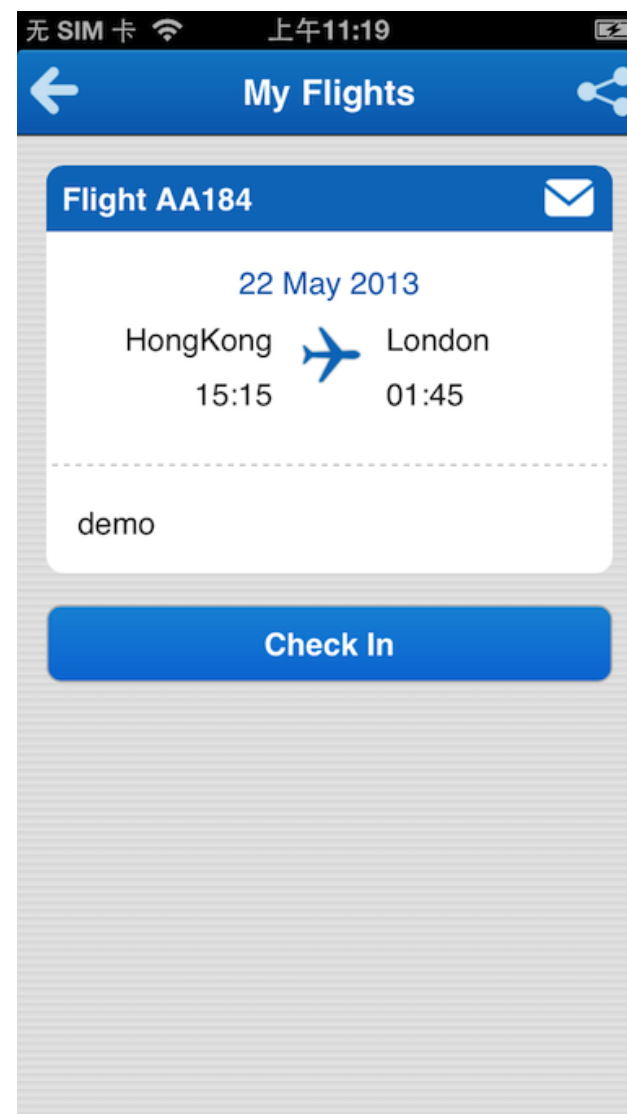 无 SIM 卡 上午11:19
My Flights
Flight AA184
22 May 2013
HongKong London
15:15 01:45
demo
Check In